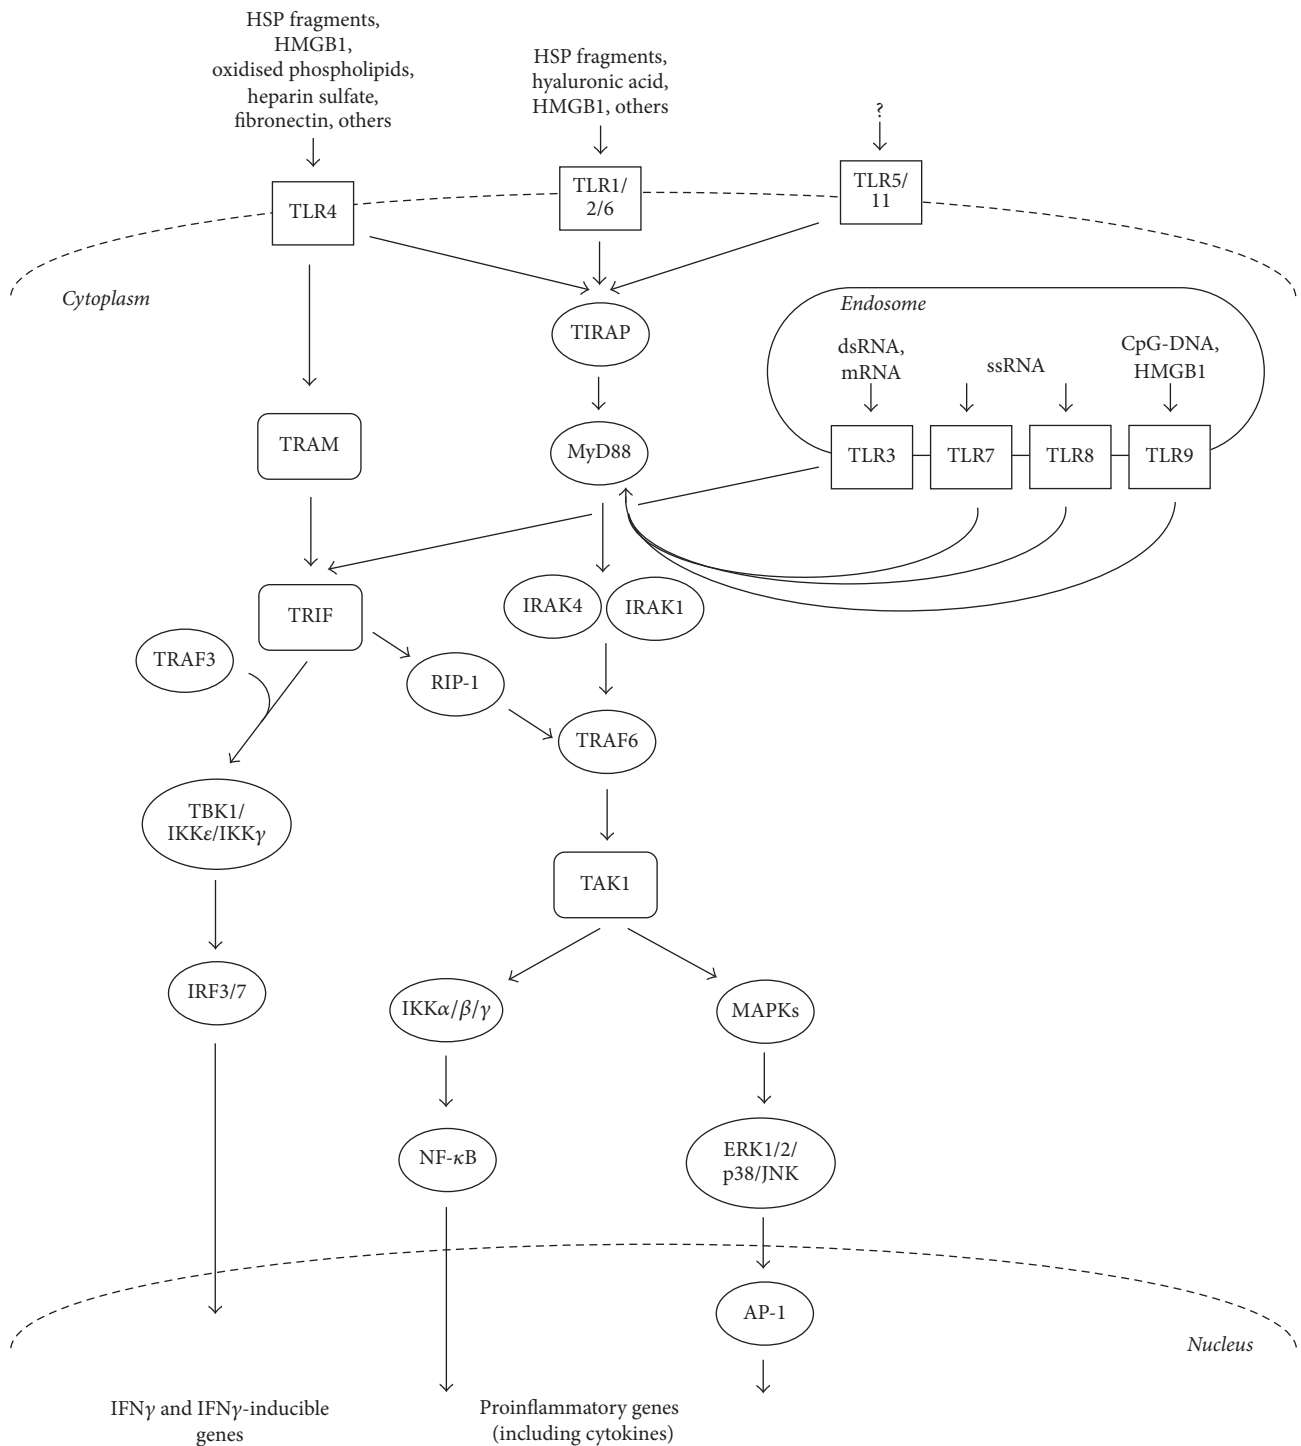 HSP fragments,
HMGB1,
oxidised phospholipids,
heparin sulfate,
fibronectin, others
HSP fragments,
hyaluronic acid,
HMGB1, others
?
TLR4
TLR1/
2/6
TLR5/
11
Cytoplasm
TIRAP
Endosome
dsRNA,
mRNA
ssRNA
CpG-DNA,
HMGB1
TRAM
MyD88
TLR3
TLR7
TLR8
TLR9
TRIF
IRAK4
IRAK1
TRAF3
RIP-1
TRAF6
TBK1/
IKKε/IKKγ
TAK1
IRF3/7
IKKα/β/γ
MAPKs
NF-κB
ERK1/2/
p38/JNK
AP-1
Nucleus
IFNγ and IFNγ-inducible
genes
Proinflammatory genes
(including cytokines)